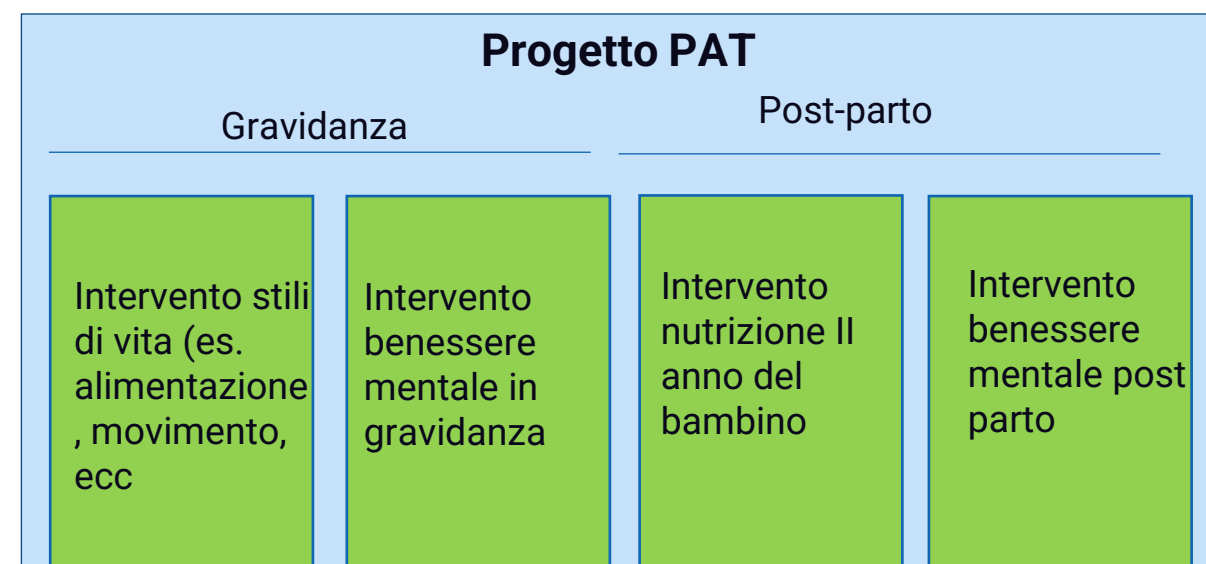 Progetto PAT
Gravidanza
Post-parto
Intervento stili
di vita (es.
alimentazione
, movimento,
ecc
Intervento
benessere
mentale in
gravidanza
Intervento
nutrizione II
anno del
bambino
Intervento
benessere
mentale post
parto